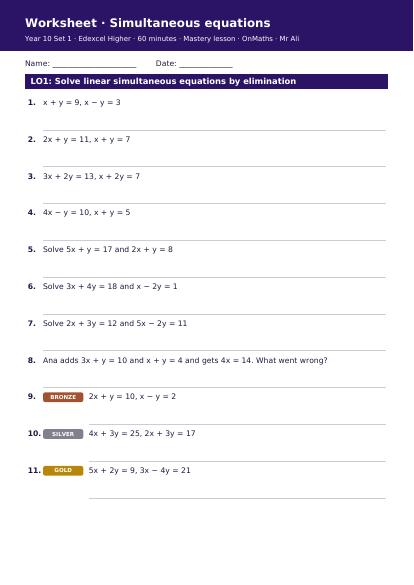 Worksheet · Simultaneous equations
Year 10 Set 1 · Edexcel Higher · 60 minutes · Mastery lesson · OnMaths · Mr Ali
Name: ____________________ Date: _____________
LO1: Solve linear simultaneous equations by elimination
1. x + y = 9, x − y = 3
2. 2x + y = 11, x + y = 7
3. 3x + 2y = 13, x + 2y = 7
4. 4x − y = 10, x + y = 5
5. Solve 5x + y = 17 and 2x + y = 8
6. Solve 3x + 4y = 18 and x − 2y = 1
7. Solve 2x + 3y = 12 and 5x − 2y = 11
8. Ana adds 3x + y = 10 and x + y = 4 and gets 4x = 14. What went wrong?
9. BRONZE 2x + y = 10, x − y = 2
10. SILVER 4x + 3y = 25, 2x + 3y = 17
11. GOLD 5x + 2y = 9, 3x − 4y = 21